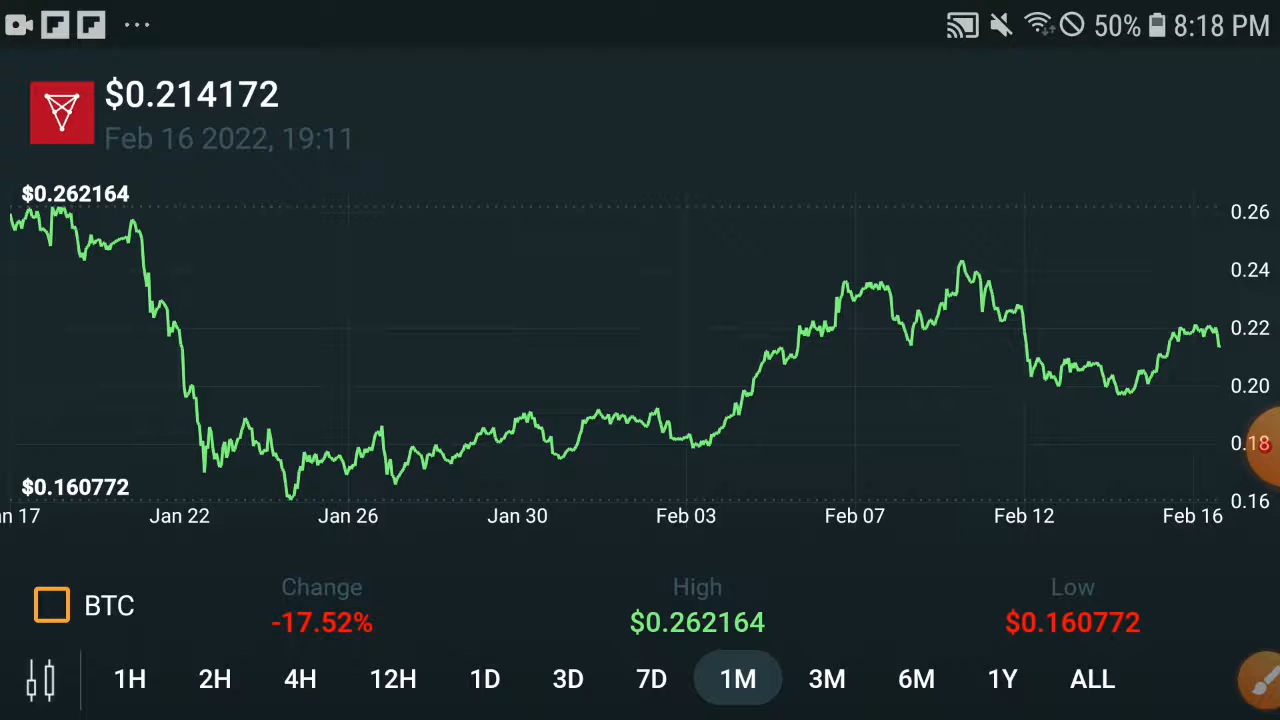 50% 8:18 PM
$0.214172
Feb 16 2022, 19:11
$0.262164
0.26
0.24
0.22
0.20
0.18
$0.160772
0.16
n 17 Jan 22 Jan 26 Jan 30 Feb 03 Feb 07 Feb 12 Feb 16
Change High Low
BTC -17.52% $0.262164 $0.160772
1H 2H 4H 12H 1D 3D 7D 1M 3M 6M 1Y ALL